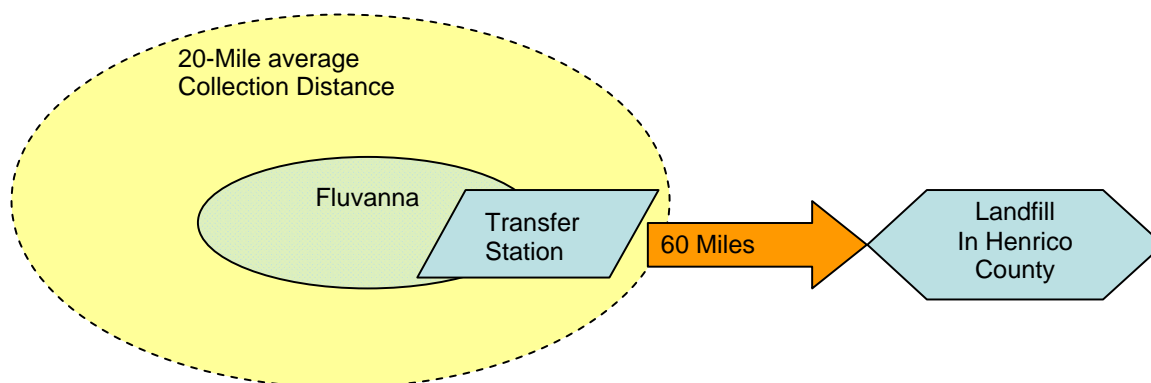 20-Mile average
Collection Distance
Fluvanna
Transfer
Station
60 Miles
Landfill
In Henrico
County